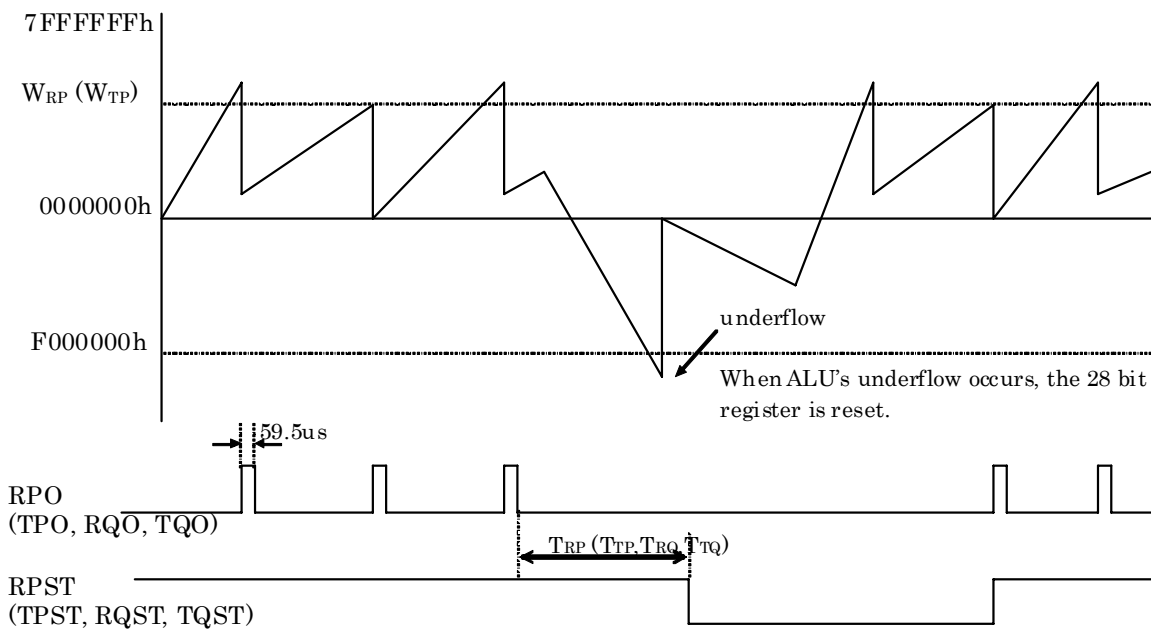 7FFFFFFh
WRP (WTP)
0000000h
F000000h
underflow
When ALU's underflow occurs, the 28 bit
register is reset.
59.5us
RPO
(TPO, RQO, TQO)
TRP (TTP,TRQ,TTQ)
RPST
(TPST, RQST, TQST)